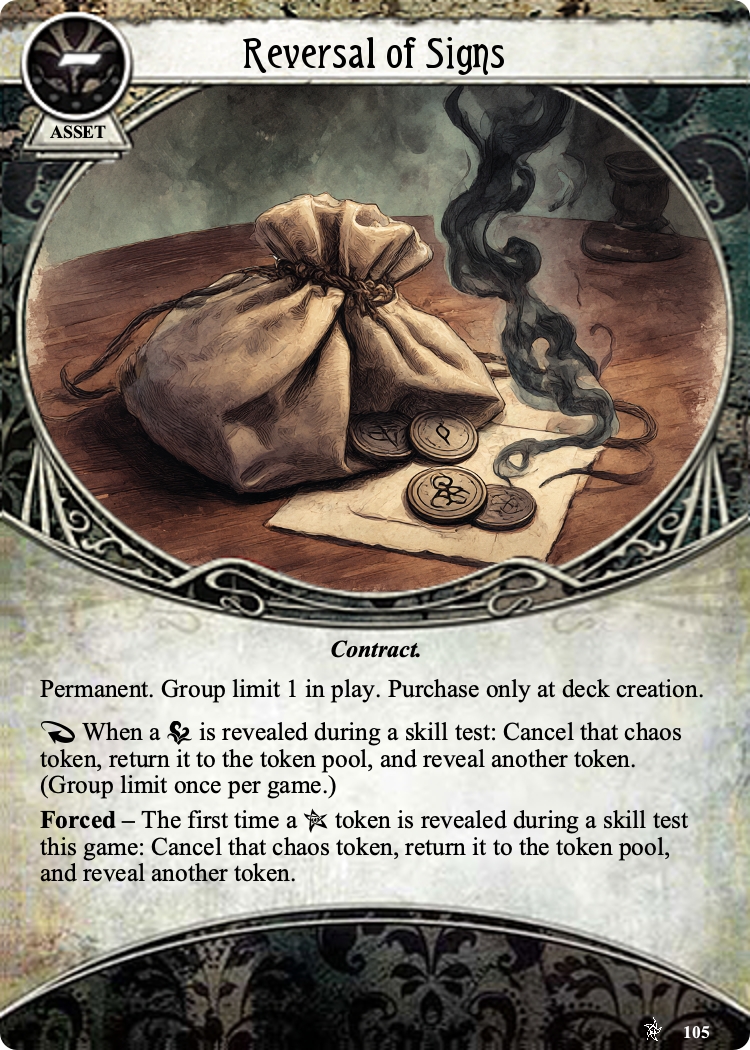 Reversal of Signs
–
ASSET
Contract.
Permanent. Group limit 1 in play. Purchase only at deck creation.
When a is revealed during a skill test: Cancel that chaos
token, return it to the token pool, and reveal another token.
(Group limit once per game.)
Forced – The first time a token is revealed during a skill test
this game: Cancel that chaos token, return it to the token pool,
and reveal another token.
105